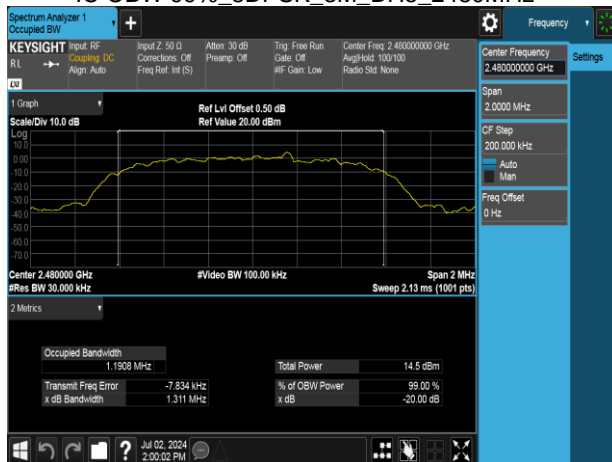 IC OBW 99%_8DPSK_3M_DH5_2480MHz
Spectrum Analyzer 1
Occupied BW
Frequency
KEYSIGHT Input: RF Input Z: 50 Ω Atten: 30 dB Trig: Free Run Center Freq: 2.480000000 GHz
RL Coupling: DC Corrections: Off Preamp: Off Gate: Off Avg|Hold: 100/100
Align: Auto Freq Ref: Int (S) #IF Gain: Low Radio Std: None
LXI
Center Frequency
2.480000000 GHz
Settings
Span
2.0000 MHz
CF Step
200.000 kHz
Auto
Man
Freq Offset
0 Hz
1 Graph
Ref Lvl Offset 0.50 dB
Scale/Div 10.0 dB Ref Value 20.00 dBm
Log
10.0
0.00
-10.0
-20.0
-30.0
-40.0
-50.0
-60.0
-70.0
Center 2.480000 GHz #Video BW 100.00 kHz Span 2 MHz
#Res BW 30.000 kHz Sweep 2.13 ms (1001 pts)
2 Metrics
Occupied Bandwidth
1.1908 MHz Total Power 14.5 dBm
Transmit Freq Error -7.834 kHz % of OBW Power 99.00 %
x dB Bandwidth 1.311 MHz x dB -20.00 dB
? Jul 02, 2024
2:00:02 PM